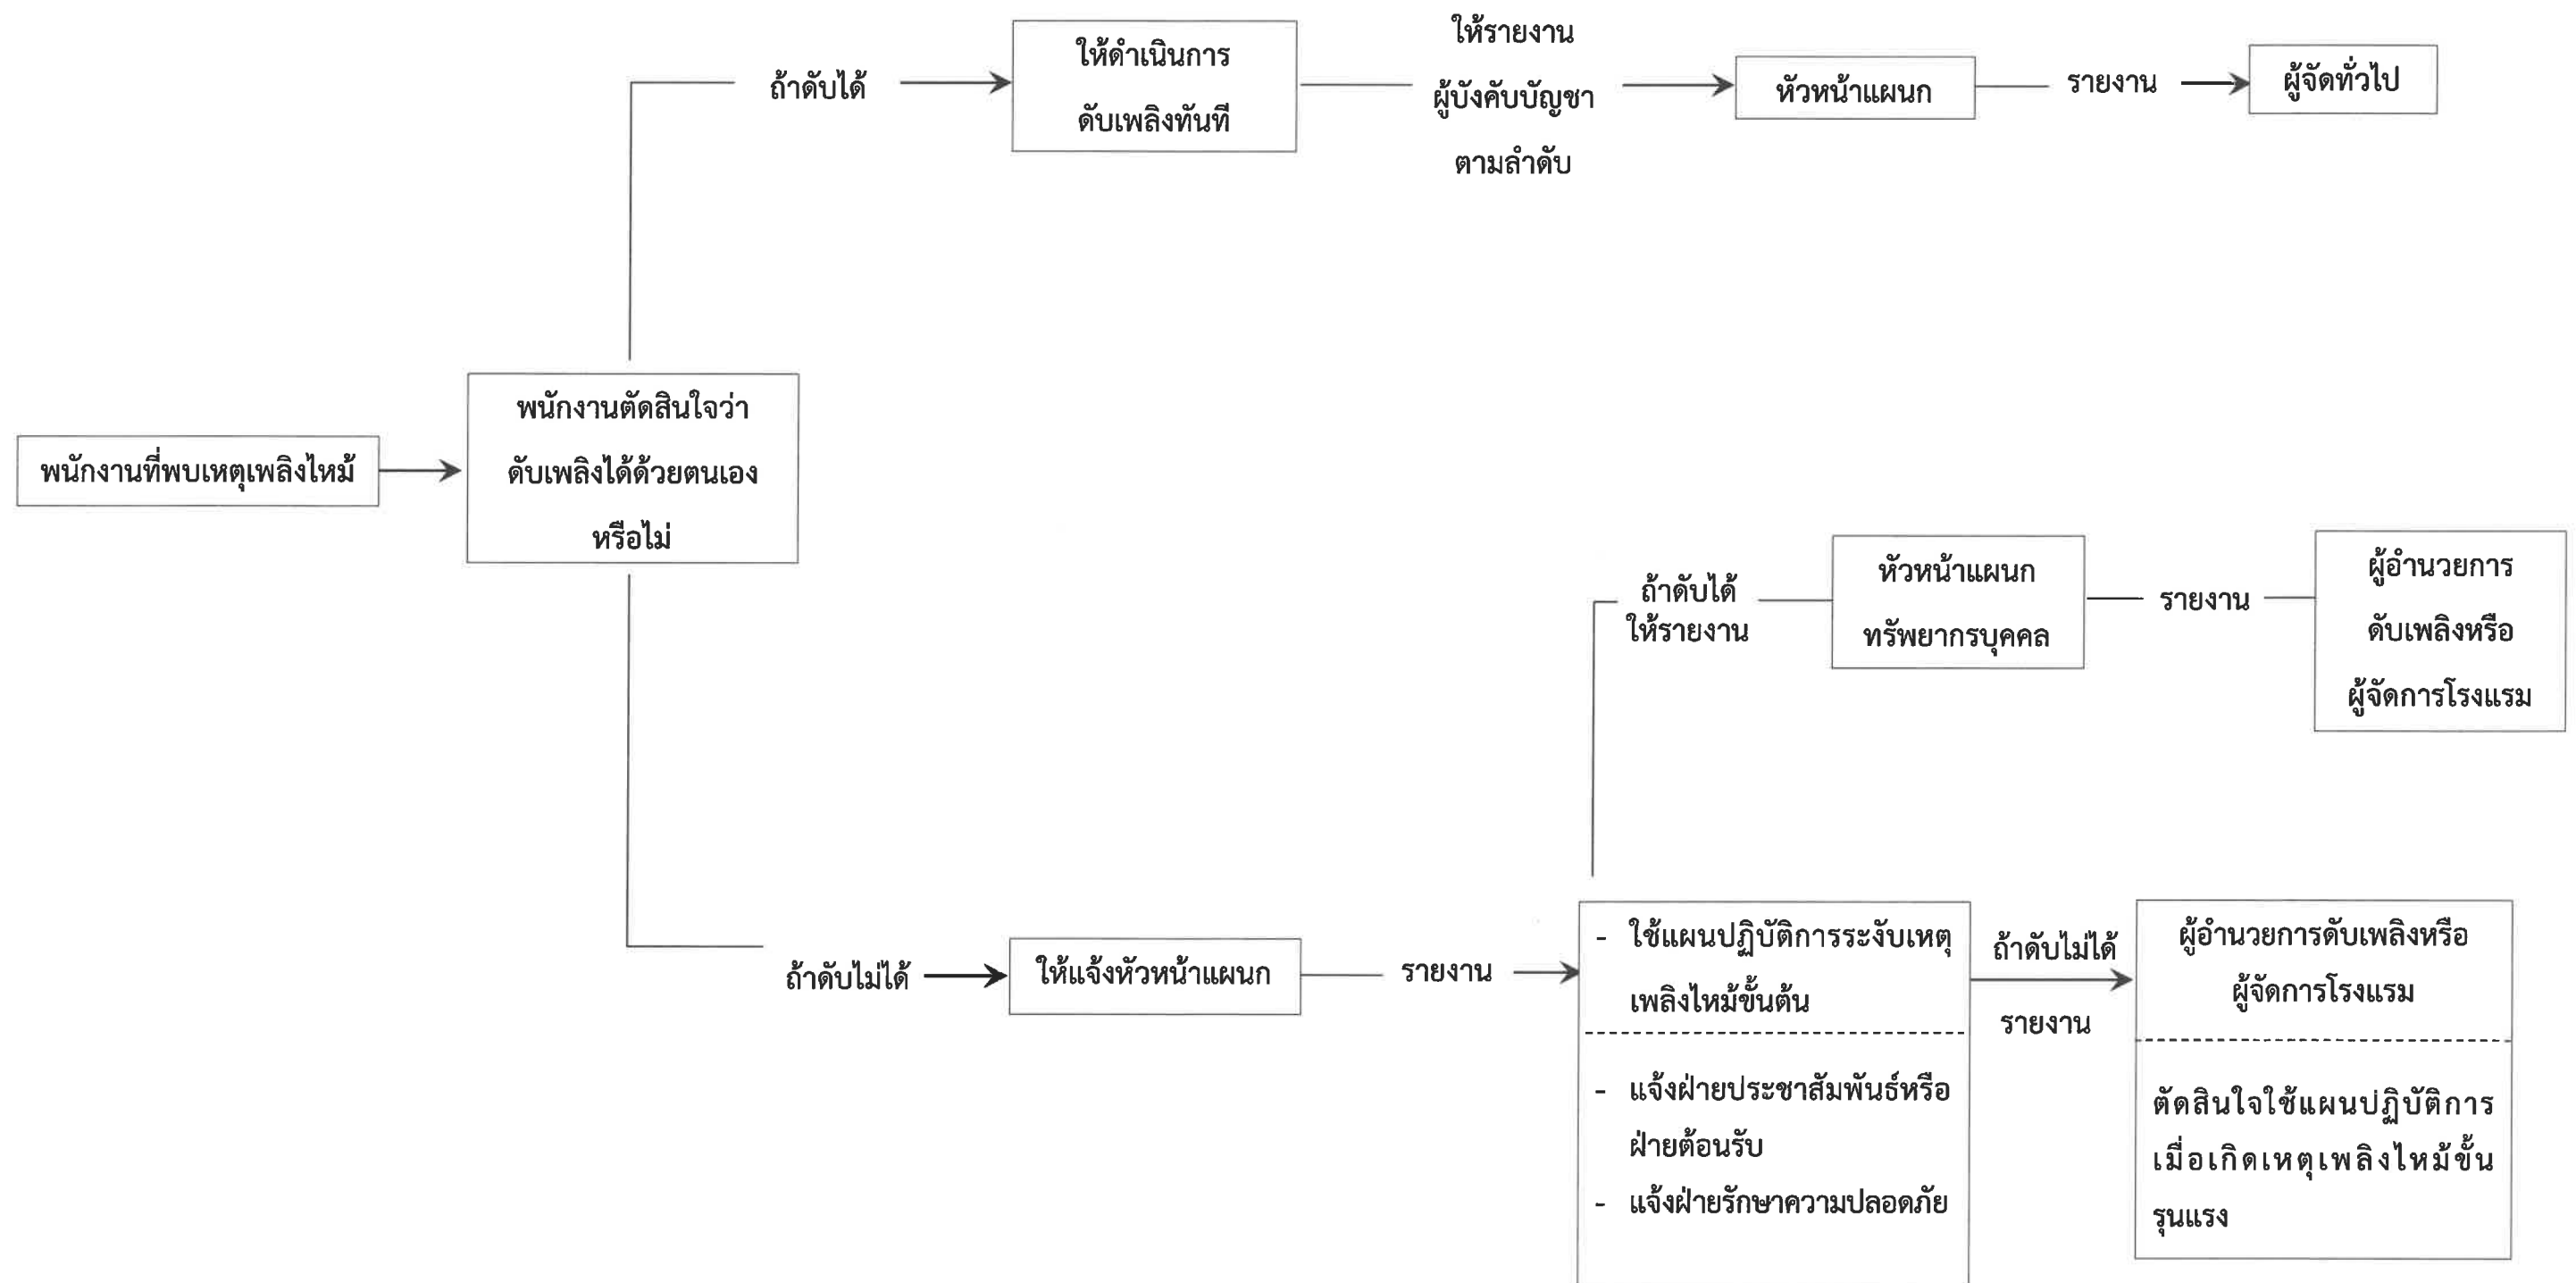 ถ้าดับได้
ให้ดำเนินการ
ดับเพลิงทันที
ให้รายงาน
ผู้บังคับบัญชา
ตามลำดับ
หัวหน้าแผนก
รายงาน
ผู้จัดทั่วไป
พนักงานที่พบเหตุเพลิงไหม้
พนักงานตัดสินใจว่า
ดับเพลิงได้ด้วยตนเอง
หรือไม่
ถ้าดับได้
ให้รายงาน
หัวหน้าแผนก
ทรัพยากรบุคคล
รายงาน
ผู้อำนวยการ
ดับเพลิงหรือ
ผู้จัดการโรงแรม
ถ้าดับไม่ได้
ให้แจ้งหัวหน้าแผนก
รายงาน
- ใช้แผนปฏิบัติการระงับเหตุ
เพลิงไหม้ขั้นต้น
- แจ้งฝ่ายประชาสัมพันธ์หรือ
ฝ่ายต้อนรับ
- แจ้งฝ่ายรักษาความปลอดภัย
ถ้าดับไม่ได้
รายงาน
ผู้อำนวยการดับเพลิงหรือ
ผู้จัดการโรงแรม
ตัดสินใจใช้แผนปฏิบัติการ
เมื่อเกิดเหตุเพลิงไหม้ขั้น
รุนแรง